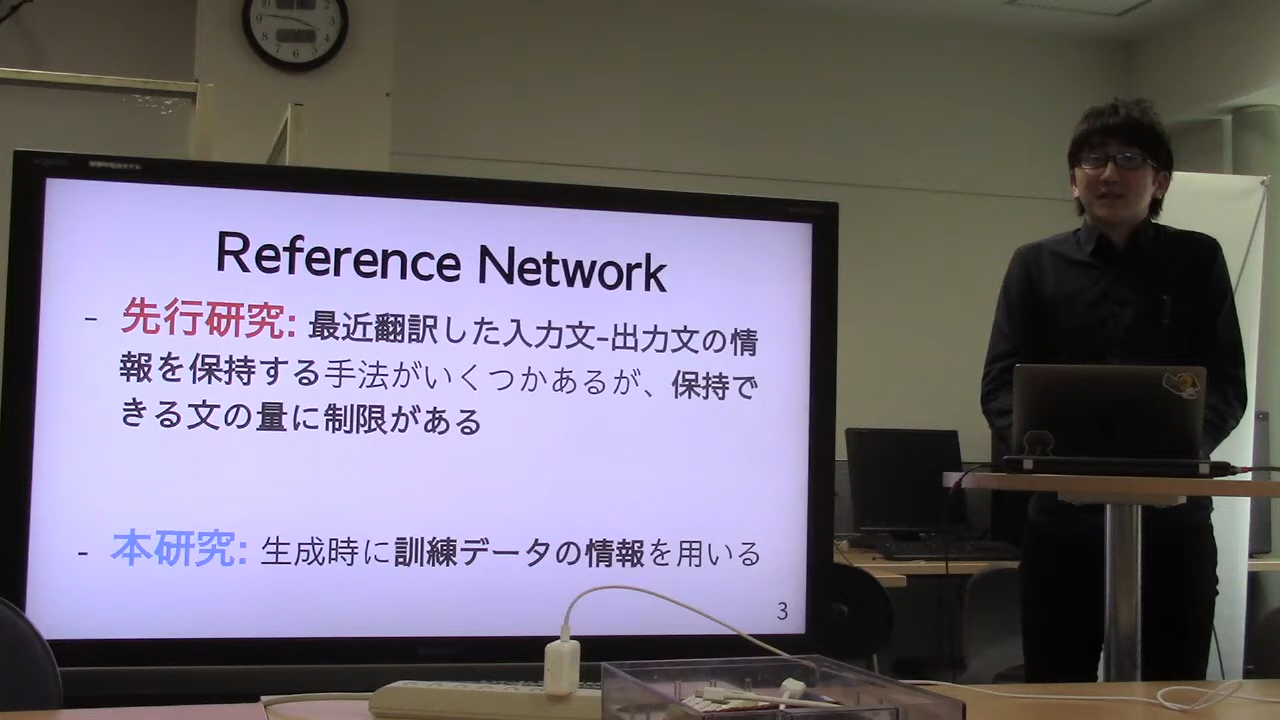 Reference Network
- 先行研究: 最近翻訳した入力文-出力文の情
報を保持する手法がいくつかあるが、保持で
きる文の量に制限がある
- 本研究: 生成時に訓練データの情報を用いる
3